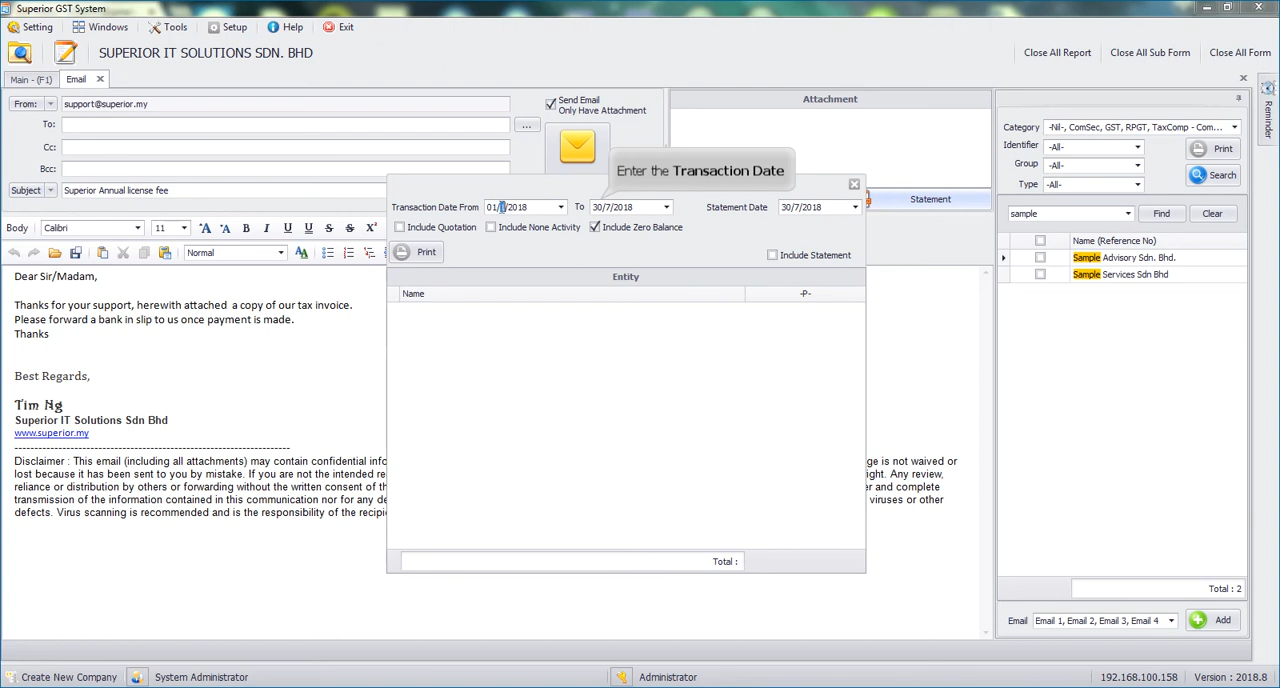 Superior GST System
Setting Windows Tools Setup Help Exit
SUPERIOR IT SOLUTIONS SDN. BHD
Close All Report Close All Sub Form Close All Form
Main - (F1) Email
From: support@superior.my
To: ...
Cc:
Bcc:
Subject Superior Annual license fee
Send Email
Only Have Attachment
Attachment
Statement
Body Calibri 11 B I U U S S X²
Normal
Dear Sir/Madam,
Thanks for your support, herewith attached a copy of our tax invoice.
Please forward a bank in slip to us once payment is made.
Thanks
Best Regards,
Tim Ng
Superior IT Solutions Sdn Bhd
www.superior.my
Disclaimer : This email (including all attachments) may contain confidential info
ge is not waived or
lost because it has been sent to you by mistake. If you are not the intended re
ight. Any review,
reliance or distribution by others or forwarding without the written consent of th
er and complete
transmission of the information contained in this communication nor for any de
viruses or other
defects. Virus scanning is recommended and is the responsibility of the recipie
Enter the Transaction Date
Transaction Date From To 30/7/2018 Statement Date 30/7/2018
Include Quotation Include None Activity Include Zero Balance
Print Include Statement
Entity
Name -P-
Total :
Category -Nil-, ComSec, GST, RPGT, TaxComp - Com...
Identifier -All- Print
Group -All-
Type -All- Search
sample Find Clear
Name (Reference No)
Sample Advisory Sdn. Bhd.
Sample Services Sdn Bhd
Total : 2
Email Email 1, Email 2, Email 3, Email 4 Add
Reminder
Create New Company System Administrator Administrator 192.168.100.158 Version : 2018.8